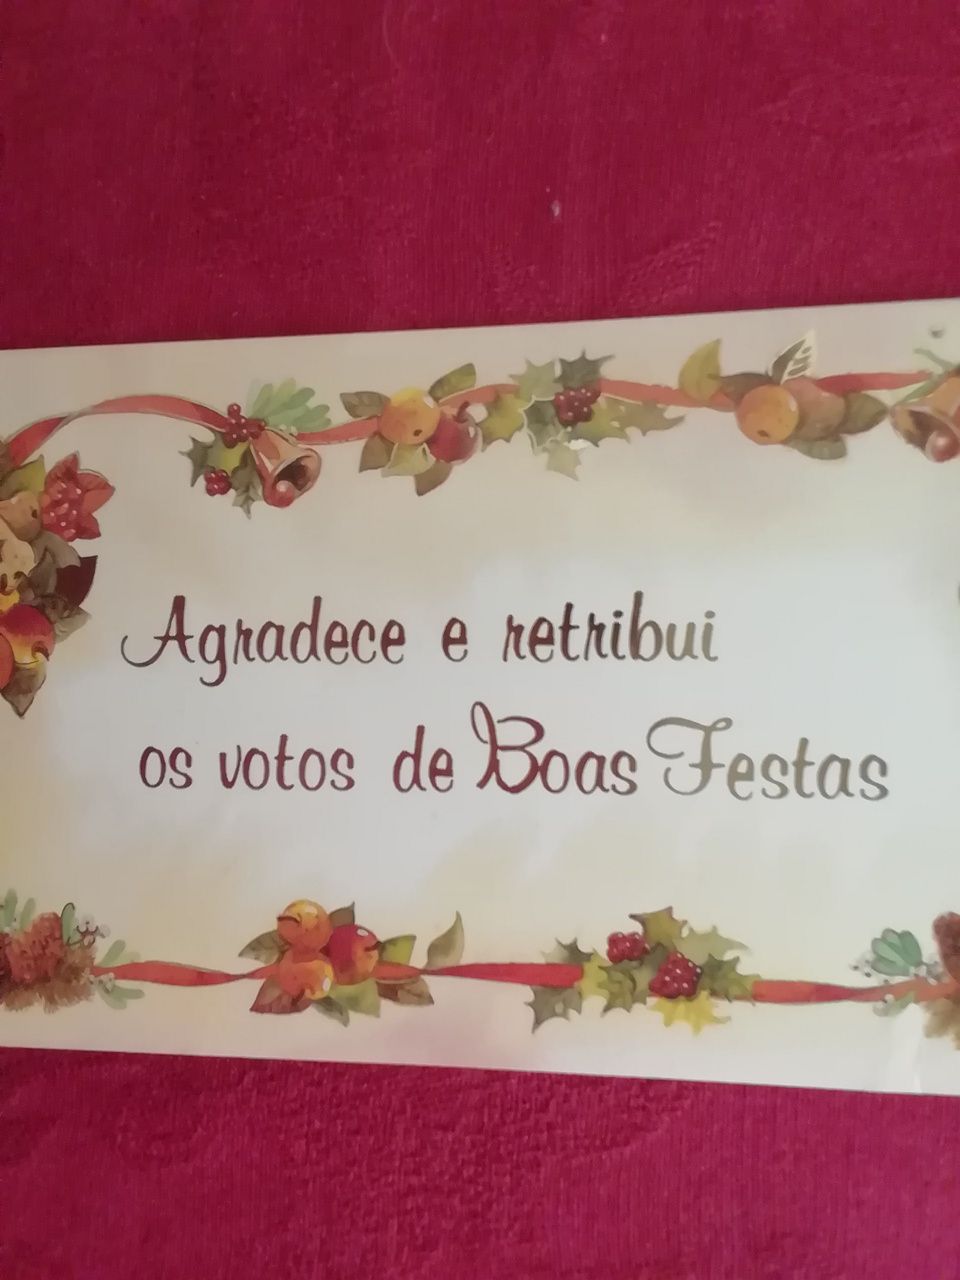 Agradece e retribui
os votos de Boas Festas